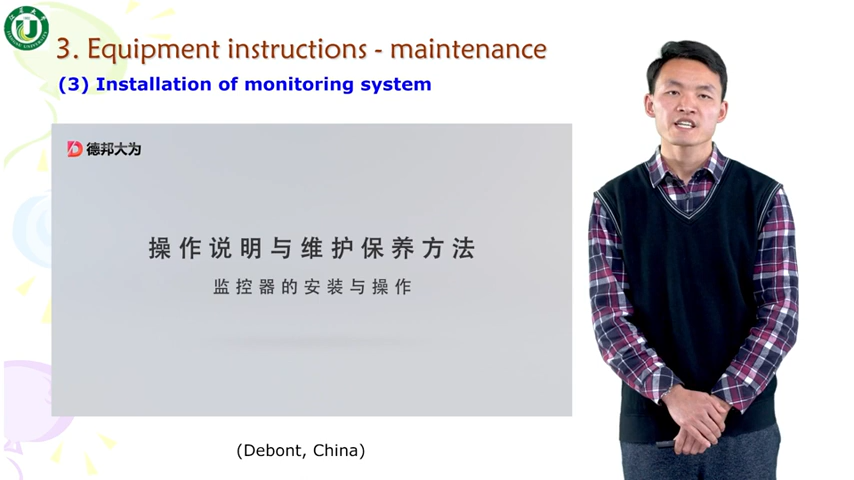 3. Equipment instructions - maintenance
(3) Installation of monitoring system
德邦大为
操作说明与维护保养方法
监控器的安装与操作
(Debont, China)